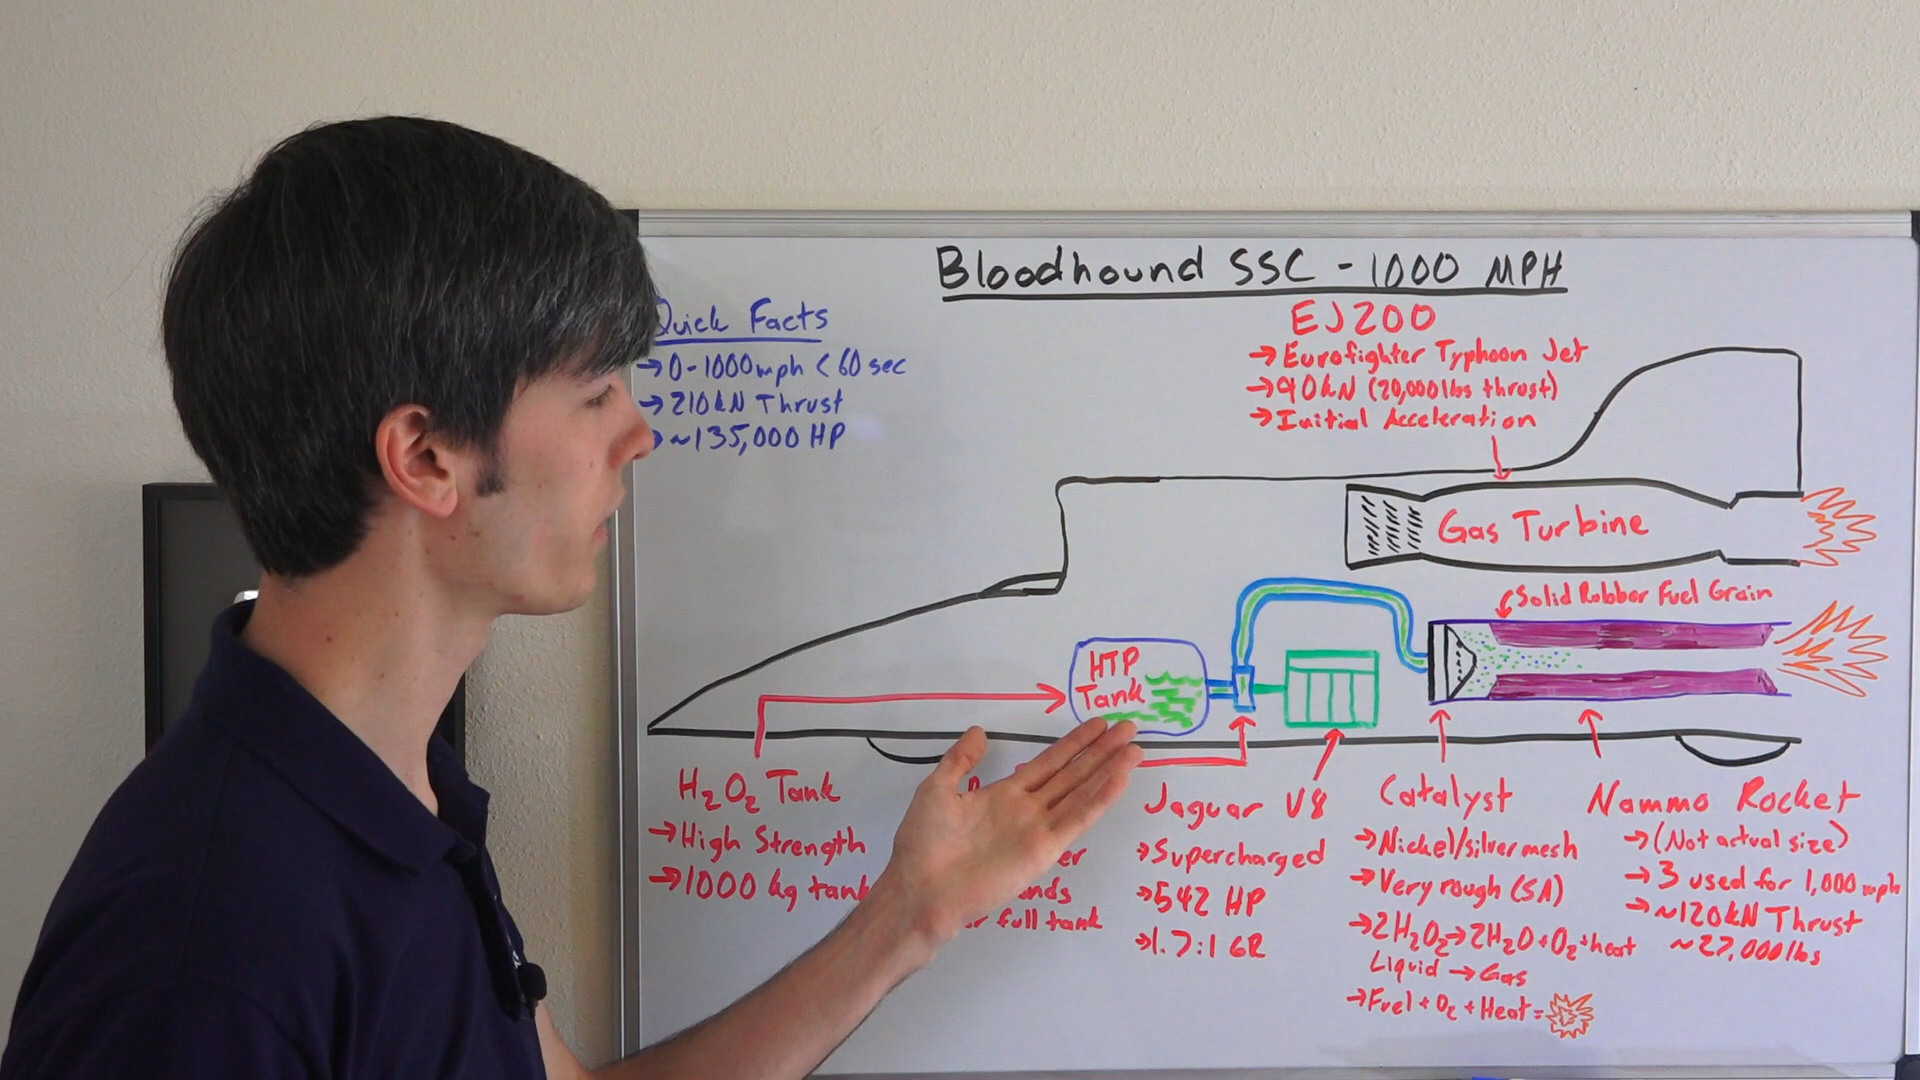 Bloodhound SSC - 1000 MPH
Quick Facts
→0-1000mph < 60 sec
→210kN Thrust
→~135,000 HP
EJ200
→Eurofighter Typhoon Jet
→90kN (20,000lbs thrust)
→Initial Acceleration
Gas Turbine
Solid Rubber Fuel Grain
HTP
Tank
H₂O₂ Tank
→High Strength
→1000 kg tank
full tank
Jaguar V8
→Supercharged
→542 HP
→1.7:1 GR
Catalyst
→Nickel/silver mesh
→Very rough (SA)
→2H₂O₂→2H₂O+O₂+heat
Liquid → Gas
→Fuel + O₂ + Heat =
Nammo Rocket
→(Not actual size)
→3 used for 1,000 mph
→~120kN Thrust
~27,000lbs